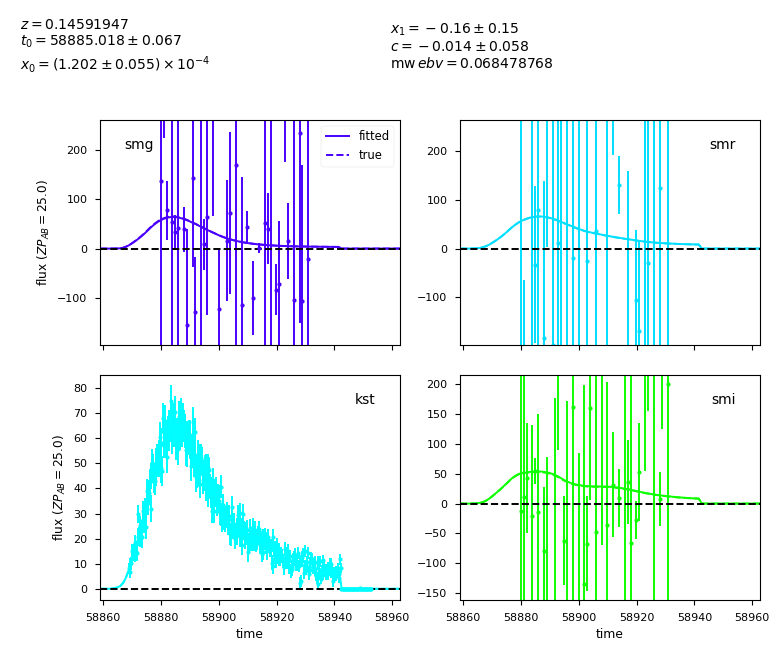 z = 0.14591947
t₀ = 58885.018 ± 0.067
x₀ = (1.202 ± 0.055) × 10⁻⁴
x₁ = −0.16 ± 0.15
c = −0.014 ± 0.058
mw ebv = 0.068478768
smg
fitted
true
200
100
0
−100
flux (ZP_AB = 25.0)
smr
200
100
0
−100
kst
80
70
60
50
40
30
20
10
0
flux (ZP_AB = 25.0)
58860 58880 58900 58920 58940 58960
time
smi
200
150
100
50
0
−50
−100
−150
58860 58880 58900 58920 58940 58960
time